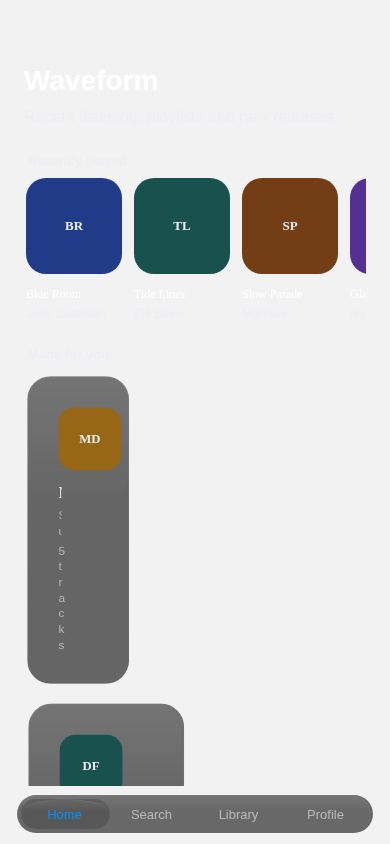 Waveform
Recent listening, playlists and new releases.
Recently played
BR
TL
SP
Blue Room
Tide Lines
Slow Parade
Made for you
MD
S
u
5
t
r
a
c
k
s
DF
Home
Search
Library
Profile